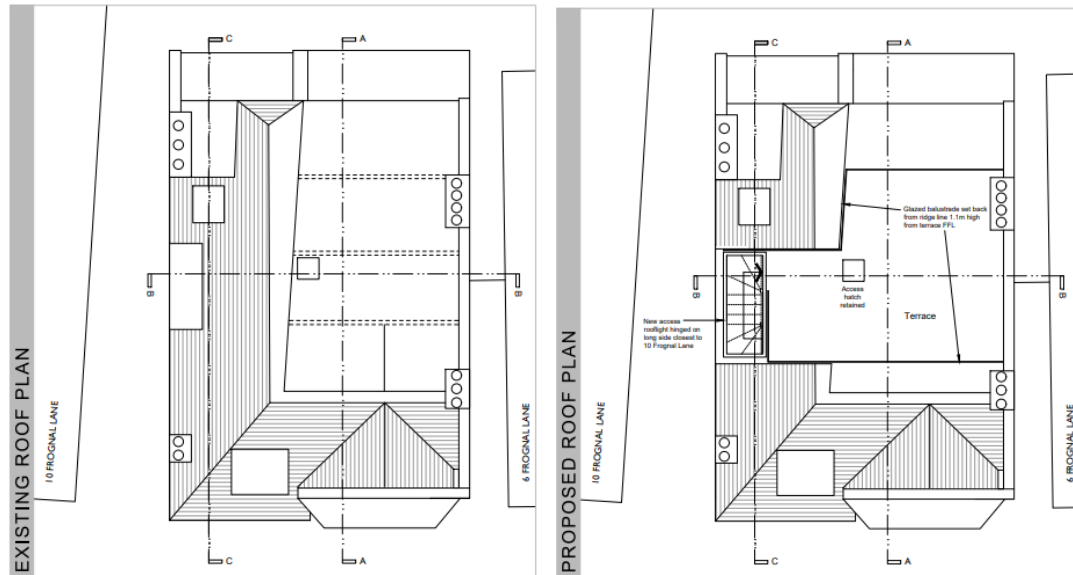 EXISTING ROOF PLAN
C
A
10 FROGNAL LANE
6 FROGNAL LANE
B
B
C
A
PROPOSED ROOF PLAN
C
A
Glazed balustrade set back
from ridge line 1.1m high
from terrace FFL
B
B
Access
hatch
retained
Terrace
New access
rooflight hinged on
long side closest to
10 Frognal Lane
10 FROGNAL LANE
6 FROGNAL LANE
C
A